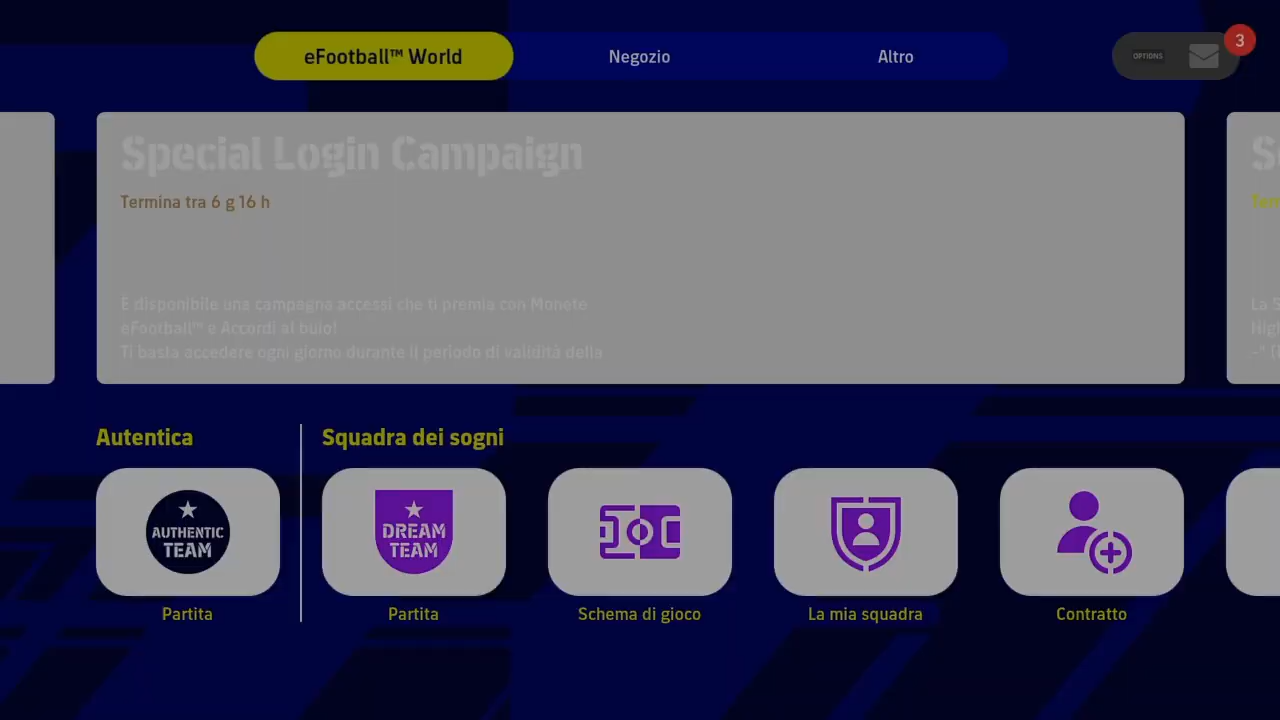 eFootball™ World
Negozio
Altro
OPTIONS
3
Special Login Campaign
Termina tra 6 g 16 h
È disponibile una campagna accessi che ti premia con Monete
eFootball™ e Accordi al buio!
Ti basta accedere ogni giorno durante il periodo di validità della
La
Autentica
Squadra dei sogni
AUTHENTIC
TEAM
DREAM
TEAM
Partita
Partita
Schema di gioco
La mia squadra
Contratto